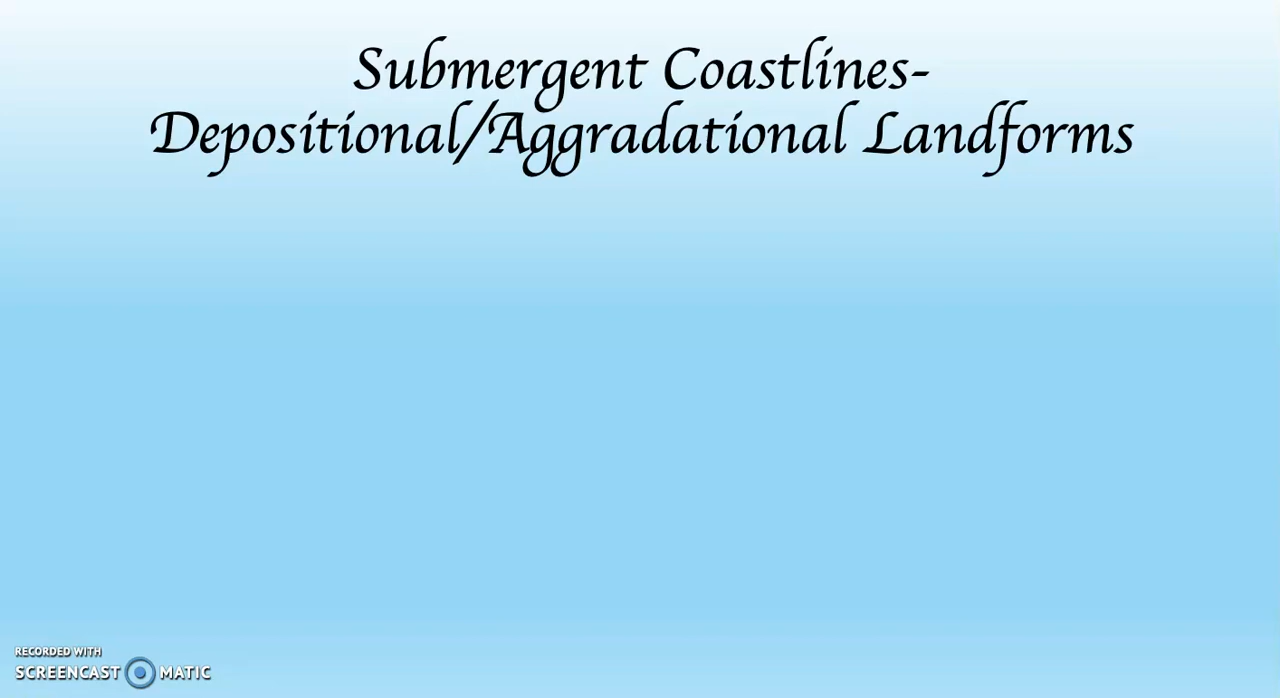 Submergent Coastlines-
Depositional/Aggradational Landforms
RECORDED WITH
SCREENCAST MATIC